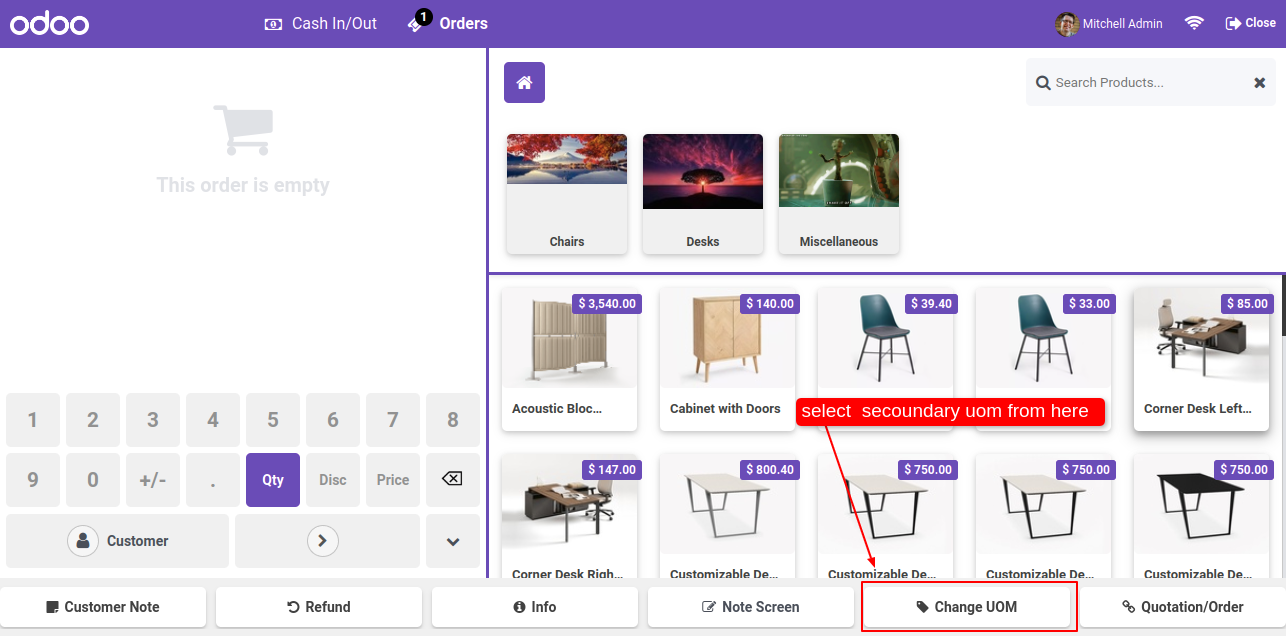 odoo
Cash In/Out
1
Orders
Mitchell Admin
Close
Search Products...
This order is empty
Chairs
Desks
Miscellaneous
$ 3,540.00
$ 140.00
$ 39.40
$ 33.00
$ 85.00
Acoustic Bloc...
Cabinet with Doors
select secoundary uom from here
Corner Desk Left...
1 2 3 4 5 6 7 8
9 0 +/- . Qty Disc Price
$ 147.00
$ 800.40
$ 750.00
$ 750.00
$ 750.00
Corner Desk Righ...
Customizable De...
Customizable De...
Customizable De...
Customizable De...
Customer
Customer Note
Refund
Info
Note Screen
Change UOM
Quotation/Order